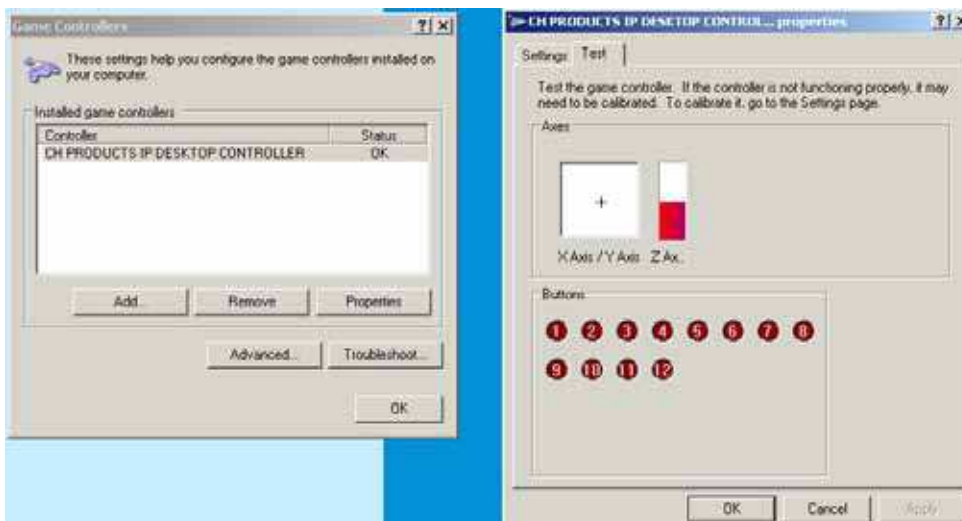 Game Controllers
These settings help you configure the game controllers installed on
your computer.
Installed game controllers
Controller Status
CH PRODUCTS IP DESKTOP CONTROLLER OK
Add...
Remove
Properties
Advanced...
Troubleshoot...
OK
CH PRODUCTS IP DESKTOP CONTROL... properties
Settings Test
Test the game controller. If the controller is not functioning properly, it may
need to be calibrated. To calibrate it, go to the Settings page.
Axes
X Axis / Y Axis Z Ax..
Buttons
1 2 3 4 5 6 7 8
9 10 11 12
OK Cancel Apply